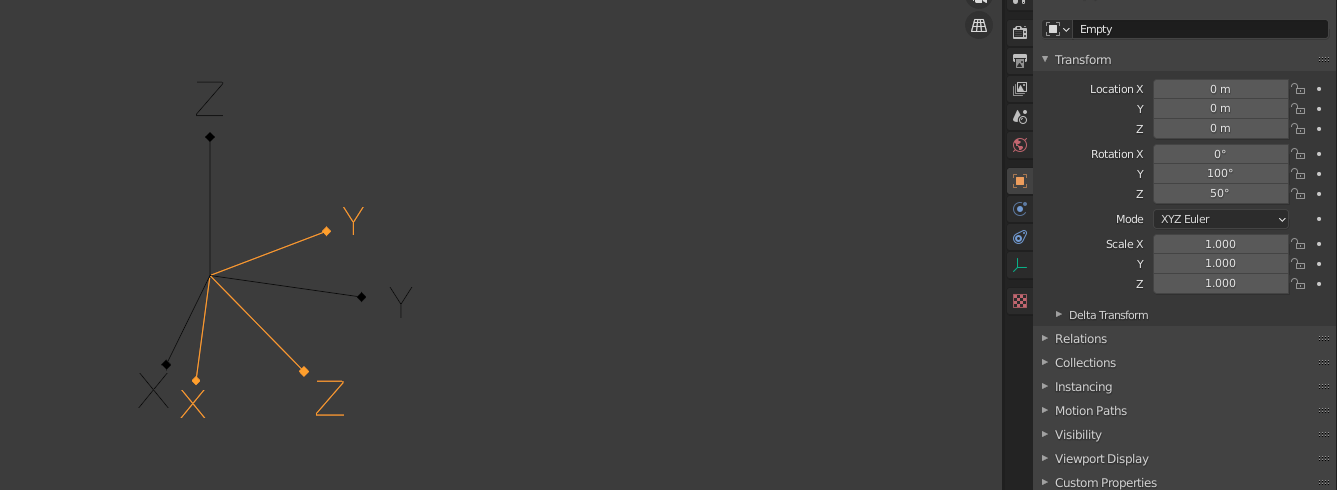 Z
Y
Y
X
X
Z
Empty
Transform
Location X 0 m
Y 0 m
Z 0 m
Rotation X 0°
Y 100°
Z 50°
Mode XYZ Euler
Scale X 1.000
Y 1.000
Z 1.000
Delta Transform
Relations
Collections
Instancing
Motion Paths
Visibility
Viewport Display
Custom Properties